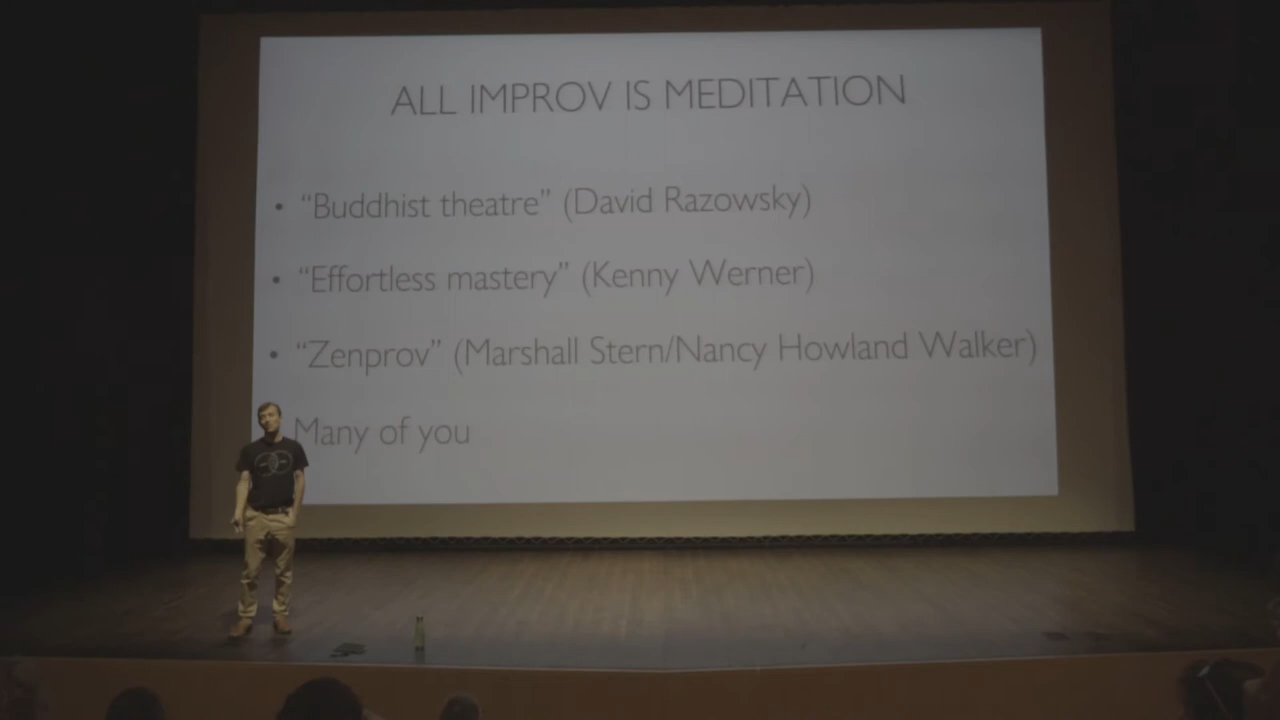 ALL IMPROV IS MEDITATION
• “Buddhist theatre” (David Razowsky)
• “Effortless mastery” (Kenny Werner)
• “Zenprov” (Marshall Stern/Nancy Howland Walker)
Many of you